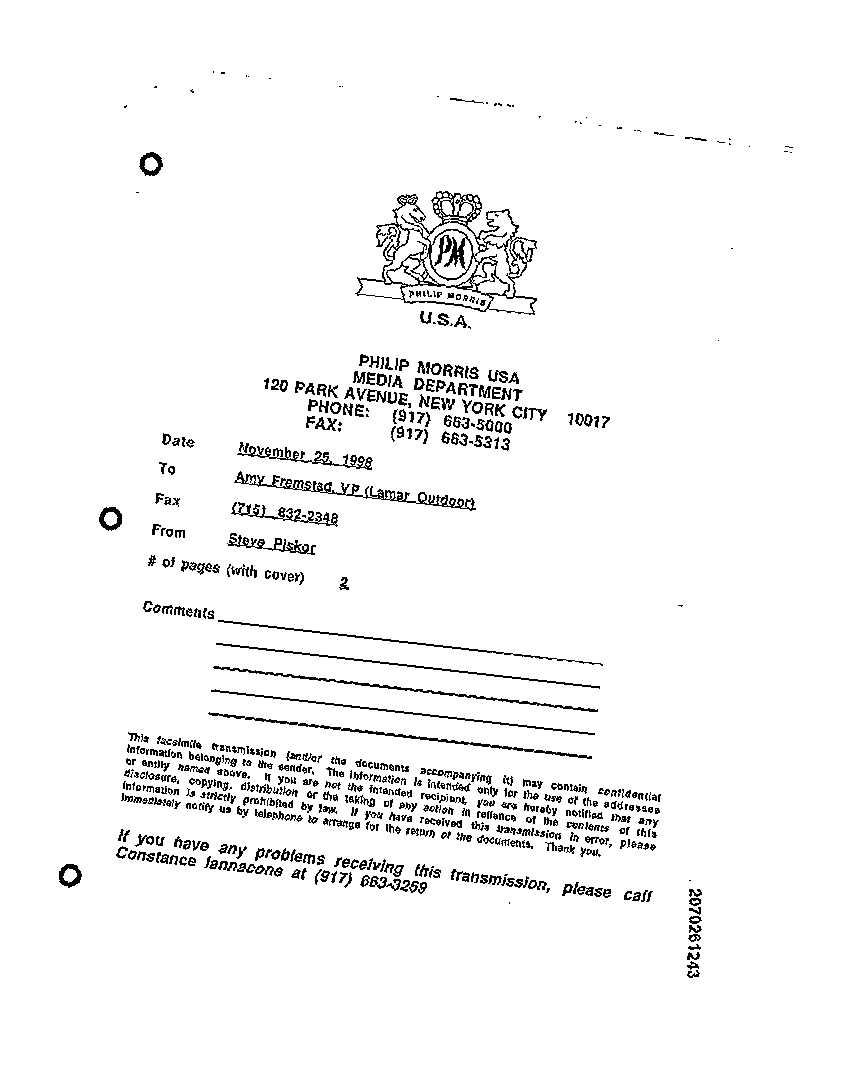 PM
PHILIP MORRIS
U.S.A.
PHILIP MORRIS USA
MEDIA DEPARTMENT
120 PARK AVENUE, NEW YORK CITY 10017
PHONE: (917) 663-5000
FAX: (917) 663-5313
Date November 25, 1998
To Amy Fremstad, VP (Lamar Outdoor)
Fax (715) 832-2348
From Steve Piskor
# of pages (with cover) 2
Comments
This facsimile transmission (and/or the documents accompanying it) may contain confidential
information belonging to the sender. The information is intended only for the use of the addressee
or entity named above. If you are not the intended recipient, you are hereby notified that any
disclosure, copying, distribution or the taking of any action in reliance of the contents of this
information is strictly prohibited by law. If you have received this transmission in error, please
immediately notify us by telephone to arrange for the return of the documents. Thank you.
If you have any problems receiving this transmission, please call
Constance Iannacone at (917) 663-3259
2070261243